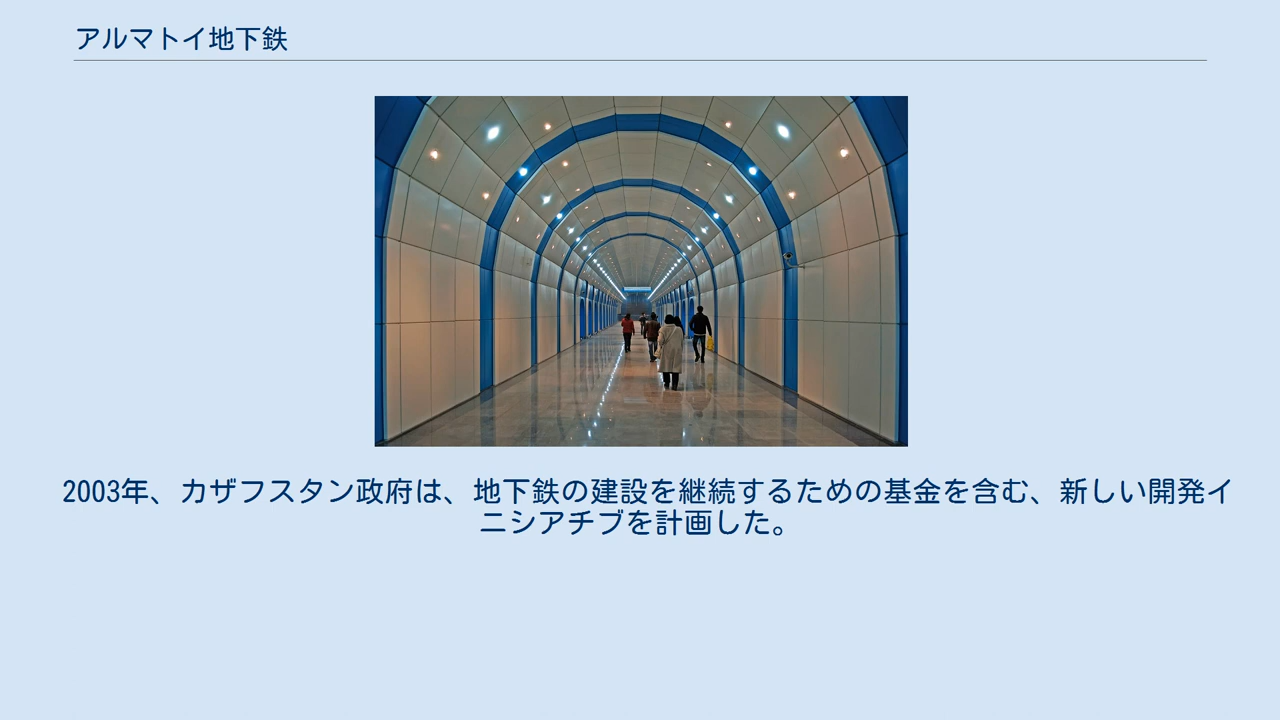 アルマトイ地下鉄
2003年、カザフスタン政府は、地下鉄の建設を継続するための基金を含む、新しい開発イ
ニシアチブを計画した。